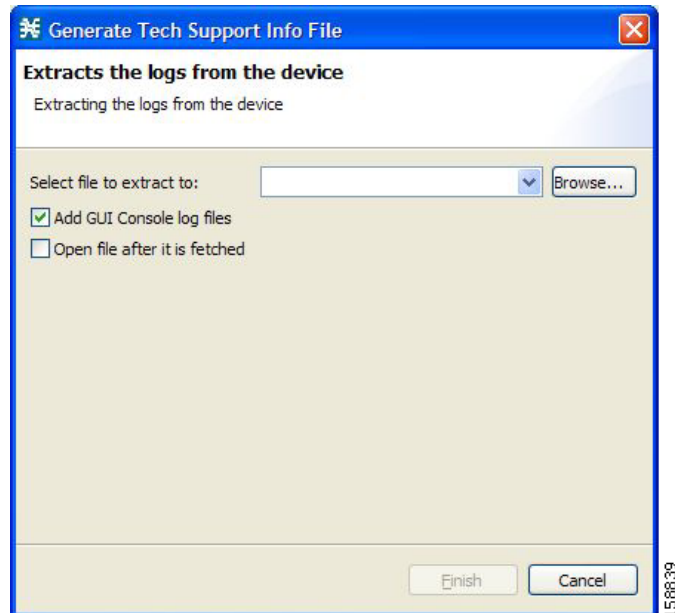 Generate Tech Support Info File
Extracts the logs from the device
Extracting the logs from the device
Select file to extract to:
Browse...
Add GUI Console log files
Open file after it is fetched
Finish
Cancel
58839